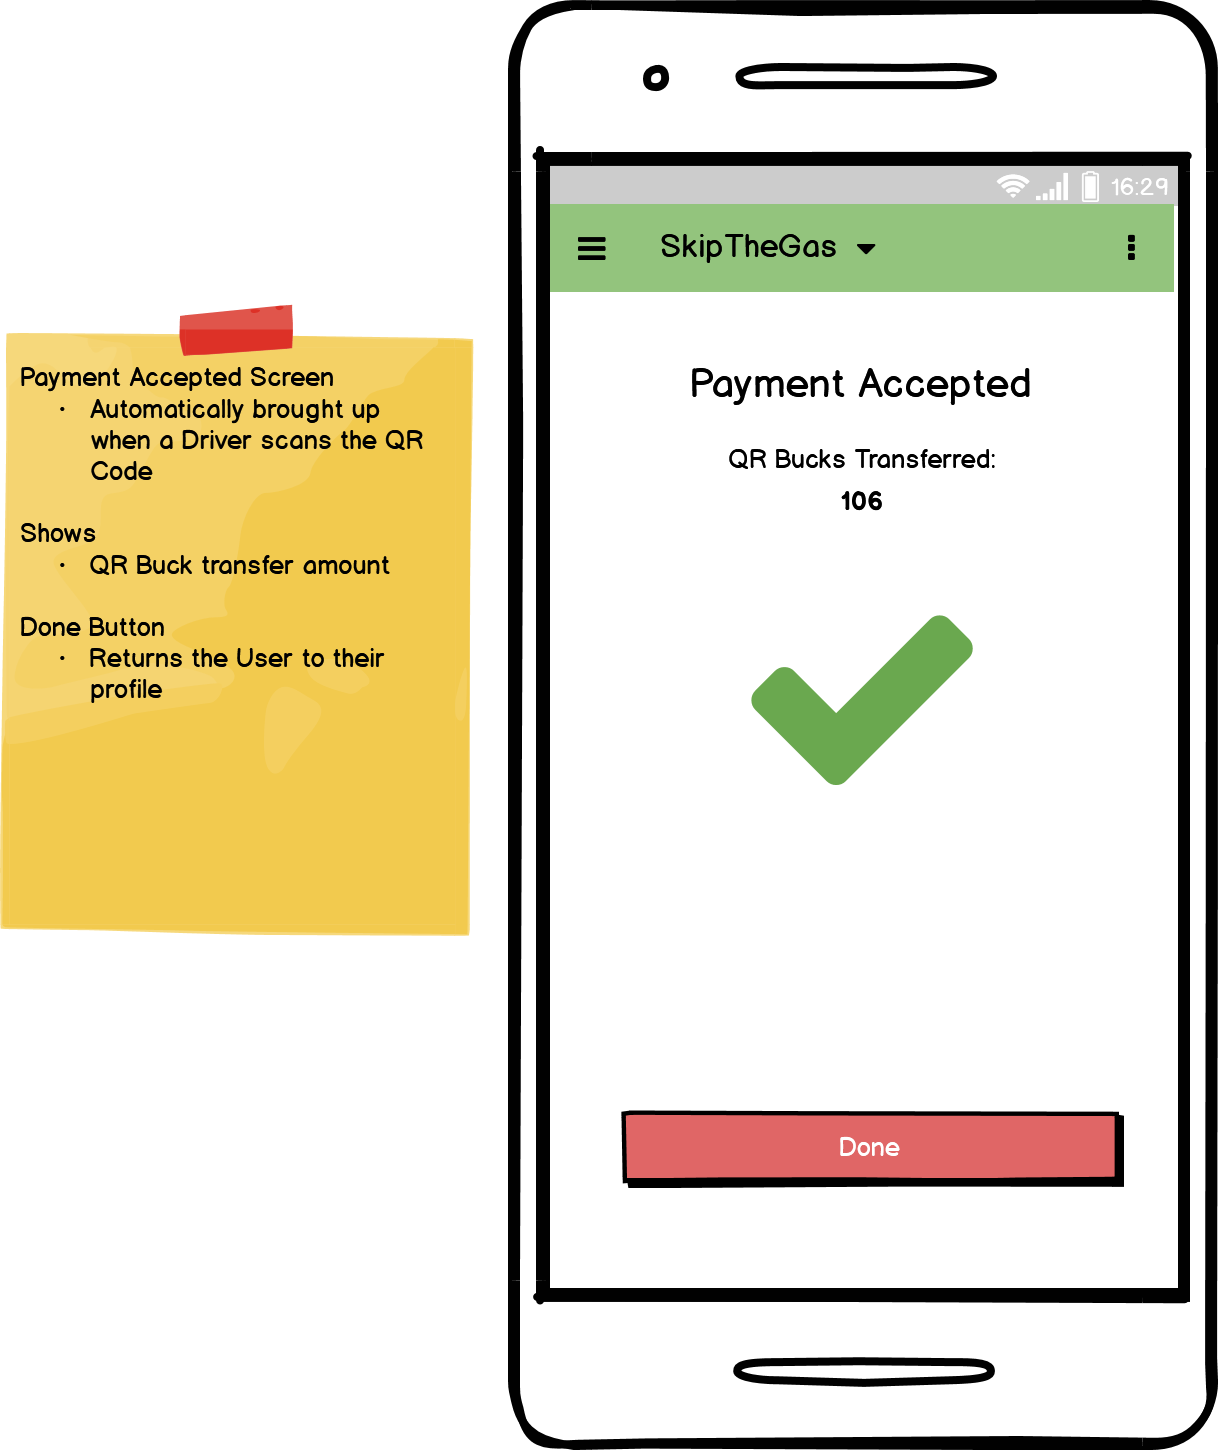 Payment Accepted Screen
· Automatically brought up
when a Driver scans the QR
Code
Shows
· QR Buck transfer amount
Done Button
· Returns the User to their
profile
16:29
SkipTheGas
Payment Accepted
QR Bucks Transferred:
106
Done